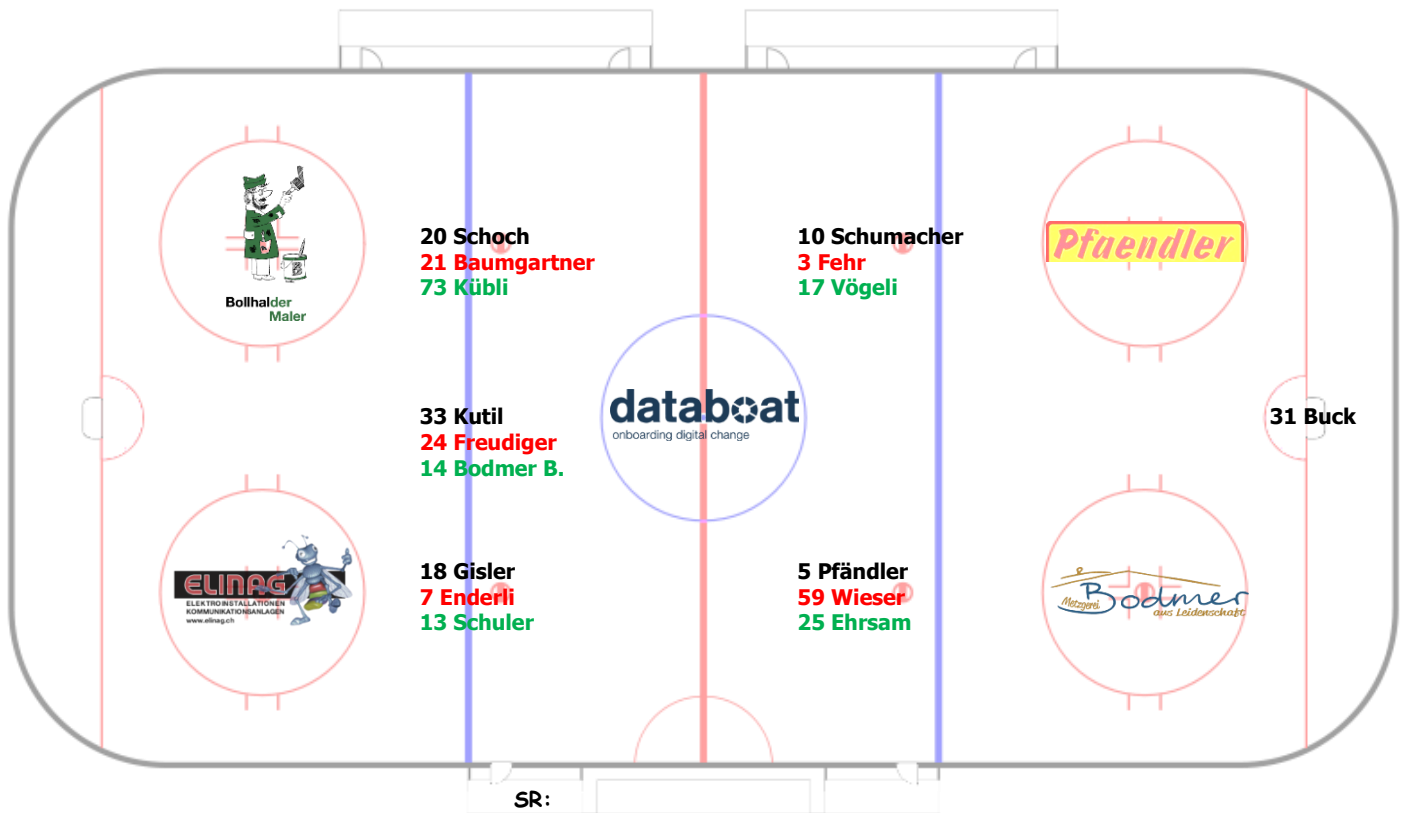 20 Schoch
21 Baumgartner
73 Kübli
10 Schumacher
3 Fehr
17 Vögeli
Pfaendler
Bollhalder
Maler
33 Kutil
24 Freudiger
14 Bodmer B.
databoat
onboarding digital change
31 Buck
ELINAG
ELEKTROINSTALLATIONEN
KOMMUNIKATIONBANLAGEN
www.elinag.ch
18 Gisler
7 Enderli
13 Schuler
5 Pfändler
59 Wieser
25 Ehrsam
Metzgerei Bodmer
aus Leidenschaft
SR: